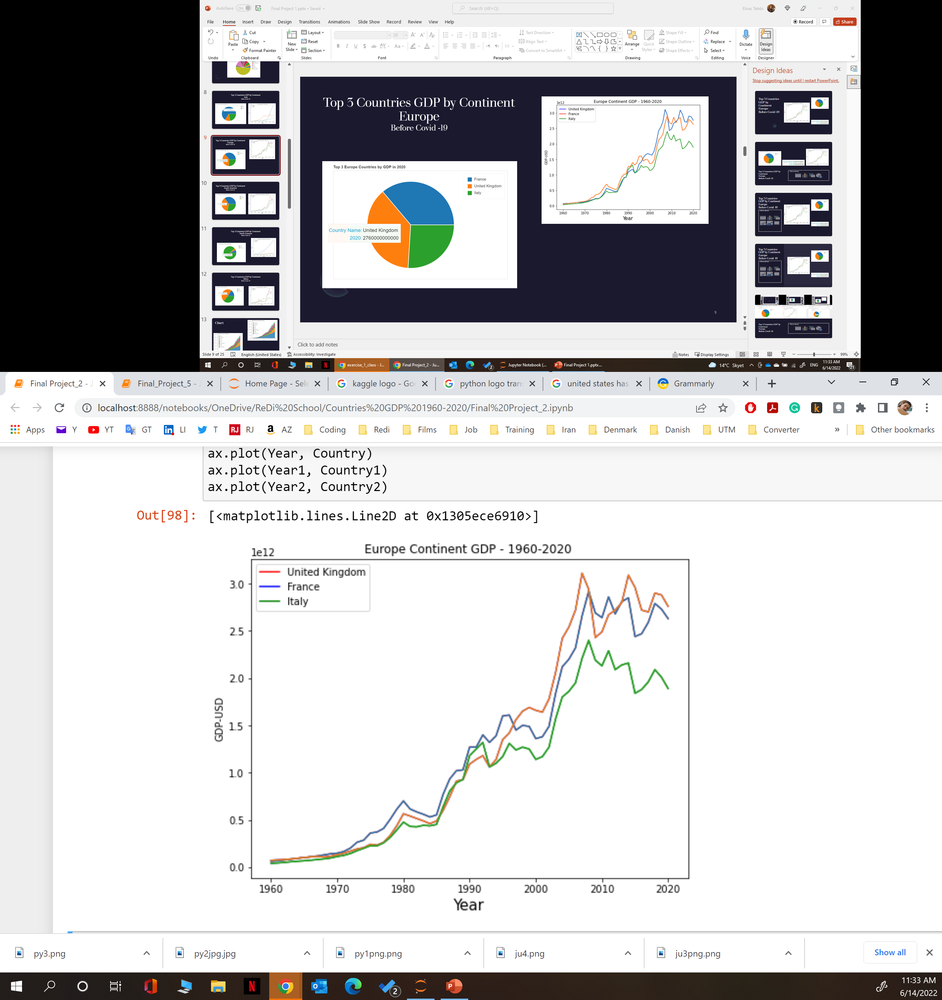 AutoSave On Final Project 1.pptx • Saved Search (Alt+Q) Elnaz Talebi
File Home Insert Draw Design Transitions Animations Slide Show Record Review View Help Record Share
Paste Cut Copy Format Painter
New Slide Layout Reset Section
28
Text Direction Align Text Convert to SmartArt
Arrange Quick Styles Shape Fill Shape Outline Shape Effects
Find Replace Select
Dictate Design Ideas
Undo Clipboard Slides Font Paragraph Drawing Editing Voice Designer
Design Ideas
Stop suggesting ideas until I restart PowerPoint.
8
9
10
11
12
13
Chart
Top 3 Countries GDP by Continent
Europe
Before Covid -19
Top 3 Europe Countries by GDP in 2020
France
United Kingdom
Italy
Country Name: United Kingdom
2020: 2760000000000
1e12 Europe Continent GDP - 1960-2020
United Kingdom
France
Italy
3.0
2.5
2.0
1.5
1.0
0.5
0.0
GDP-USD
1960 1970 1980 1990 2000 2010 2020
Year
9
Click to add notes
Slide 9 of 25 English (United States) Accessibility: Investigate Notes Display Settings 99%
exercise_1_class - J... Final Project_2 - Ju... 2 Jupyter Notebook (... Final Project 1.pptx... 14°C Skyet ENG 11:33 AM 6/14/2022 21
Final Project_2 - J Final_Project_5 - J Home Page - Sele kaggle logo - Goo python logo tran united states has Grammarly
localhost:8888/notebooks/OneDrive/ReDi%20School/Countries%20GDP%201960-2020/Final%20Project_2.ipynb
Apps Y YT GT LI T RJ AZ Coding Redi Films Job Training Iran Denmark Danish UTM Converter » Other bookmarks
ax.plot(Year, Country)
ax.plot(Year1, Country1)
ax.plot(Year2, Country2)
Out[98]: [<matplotlib.lines.Line2D at 0x1305ece6910>]
1e12 Europe Continent GDP - 1960-2020
United Kingdom
France
Italy
3.0
2.5
2.0
1.5
1.0
0.5
0.0
GDP-USD
1960 1970 1980 1990 2000 2010 2020
Year
py3.png py2jpg.jpg py1png.png ju4.png ju3png.png Show all
2
11:33 AM
6/14/2022